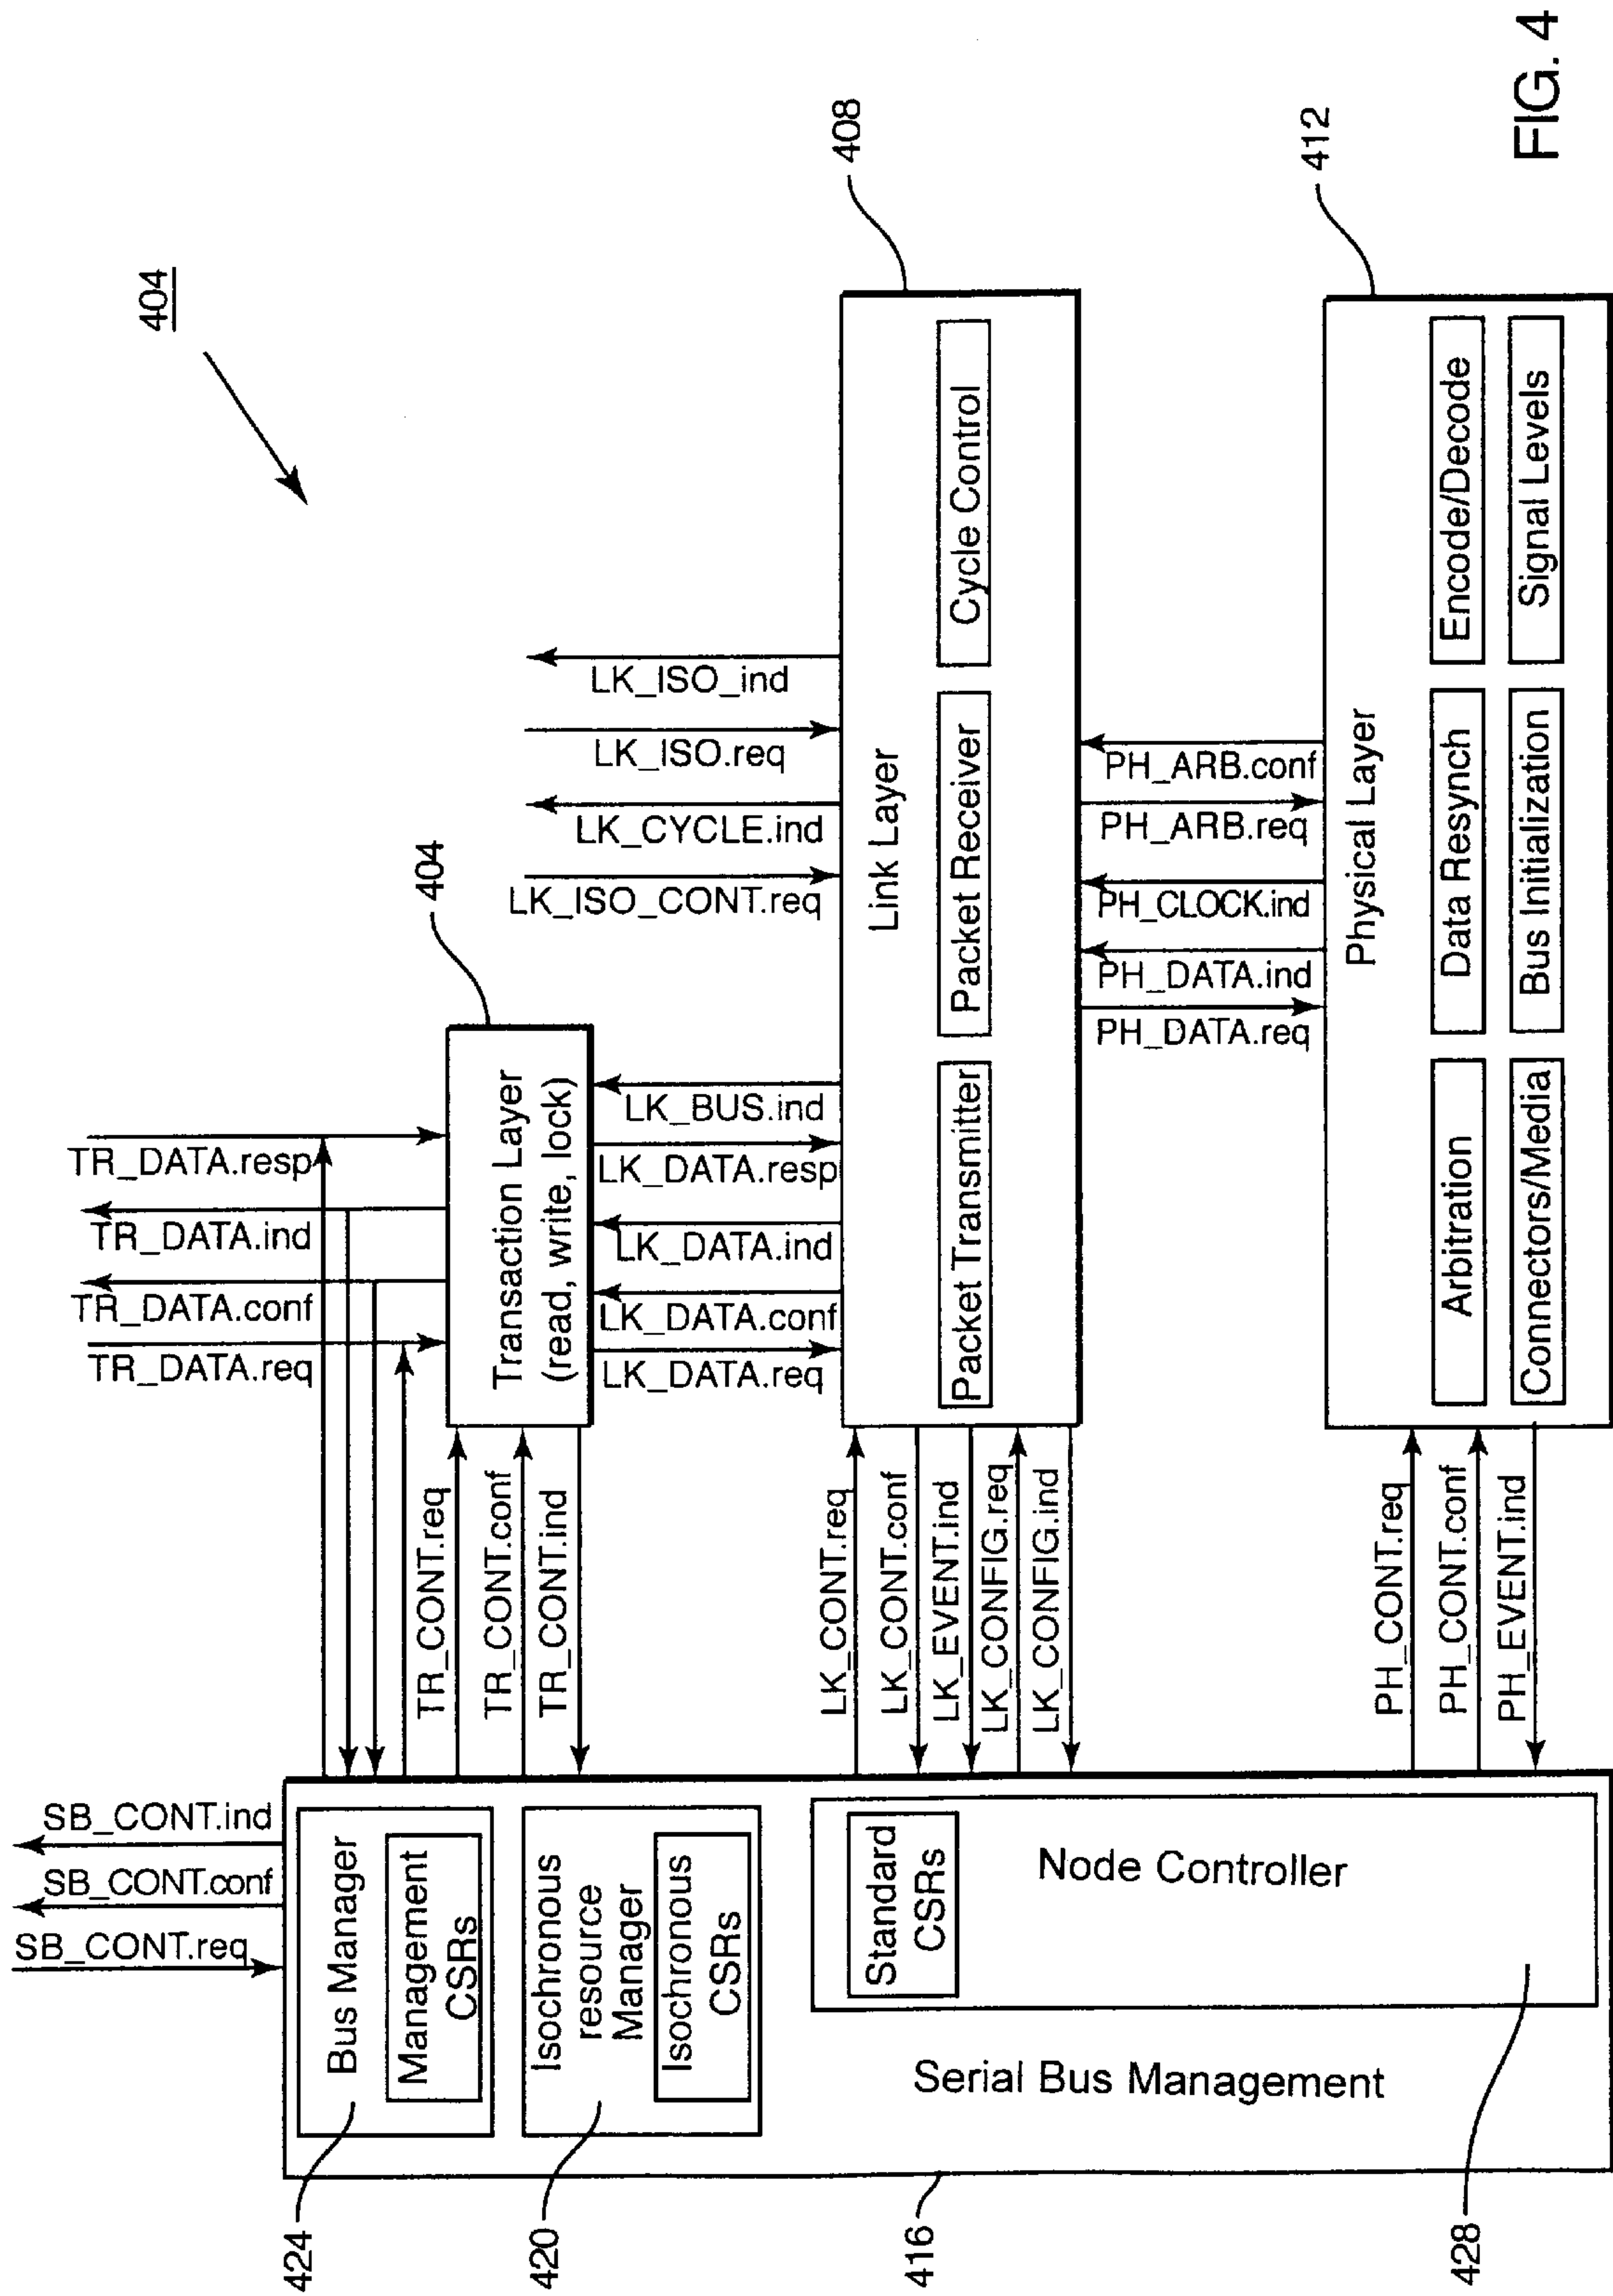 404
SB_CONT.req
SB_CONT.conf
SB_CONT.ind
TR_DATA.req
TR_DATA.conf
TR_DATA.ind
TR_DATA.resp
424
Bus Manager
Management
CSRs
420
Isochronous
resource
Manager
Isochronous
CSRs
416
Serial Bus Management
Standard
CSRs
Node Controller
428
TR_CONT.req
TR_CONT.conf
TR_CONT.ind
Transaction Layer
(read, write, lock)
404
LK_DATA.req
LK_DATA.conf
LK_DATA.ind
LK_DATA.resp
LK_BUS.ind
LK_ISO_CONT.req
LK_CYCLE.ind
LK_ISO.req
LK_ISO_ind
LK_CONT.req
LK_CONT.conf
LK_EVENT.ind
LK_CONFIG.req
LK_CONFIG.ind
Link Layer
408
Packet Transmitter
Packet Receiver
Cycle Control
PH_DATA.req
PH_DATA.ind
PH_CLOCK.ind
PH_ARB.req
PH_ARB.conf
PH_CONT.req
PH_CONT.conf
PH_EVENT.ind
Physical Layer
412
Arbitration
Data Resynch
Encode/Decode
Connectors/Media
Bus Initialization
Signal Levels
FIG. 4